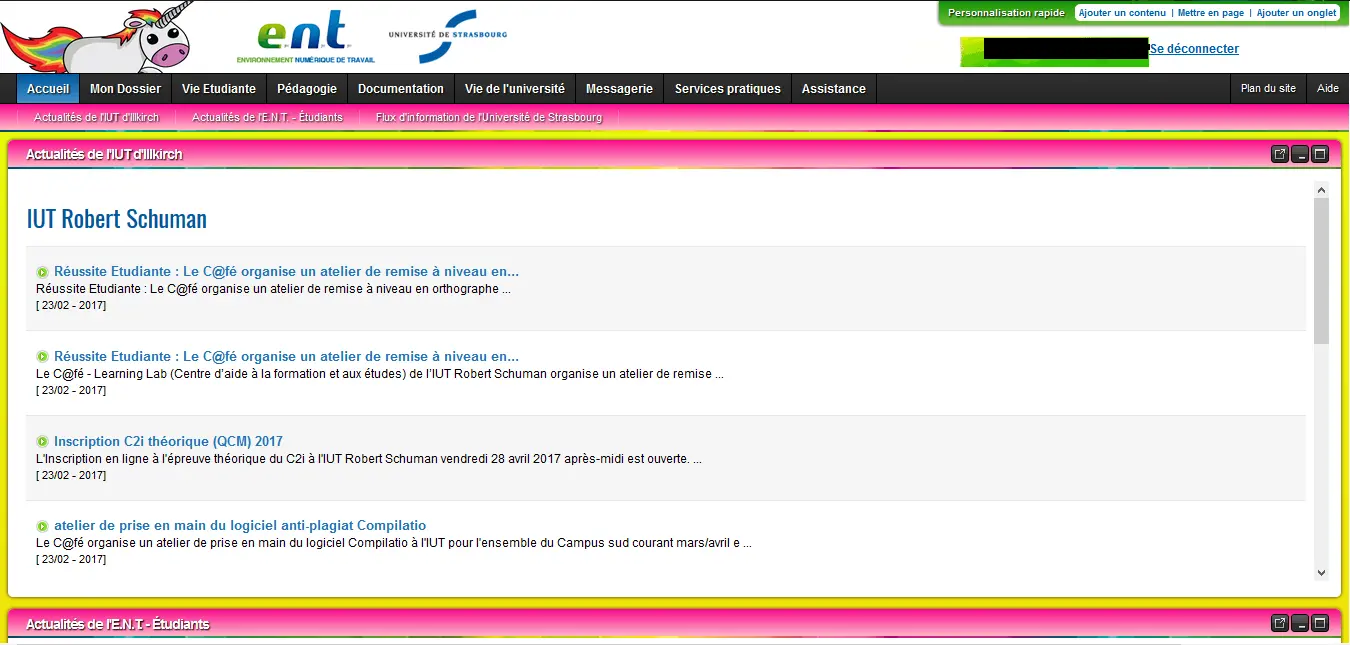 Personnalisation rapide Ajouter un contenu | Mettre en page | Ajouter un onglet
e.n.t.
ENVIRONNEMENT NUMÉRIQUE DE TRAVAIL
UNIVERSITÉ DE STRASBOURG
Se déconnecter
Accueil Mon Dossier Vie Etudiante Pédagogie Documentation Vie de l'université Messagerie Services pratiques Assistance Plan du site Aide
Actualités de l'IUT d'Illkirch Actualités de l'E.N.T. - Étudiants Flux d'information de l'Université de Strasbourg
Actualités de l'IUT d'Illkirch
IUT Robert Schuman
Réussite Etudiante : Le C@fé organise un atelier de remise à niveau en...
Réussite Etudiante : Le C@fé organise un atelier de remise à niveau en orthographe ...
[ 23/02 - 2017]
Réussite Etudiante : Le C@fé organise un atelier de remise à niveau en...
Le C@fé - Learning Lab (Centre d'aide à la formation et aux études) de l'IUT Robert Schuman organise un atelier de remise ...
[ 23/02 - 2017]
Inscription C2i théorique (QCM) 2017
L'Inscription en ligne à l'épreuve théorique du C2i à l'IUT Robert Schuman vendredi 28 avril 2017 après-midi est ouverte. ...
[ 23/02 - 2017]
atelier de prise en main du logiciel anti-plagiat Compilatio
Le C@fé organise un atelier de prise en main du logiciel Compilatio à l'IUT pour l'ensemble du Campus sud courant mars/avril e ...
[ 23/02 - 2017]
Actualités de l'E.N.T - Étudiants